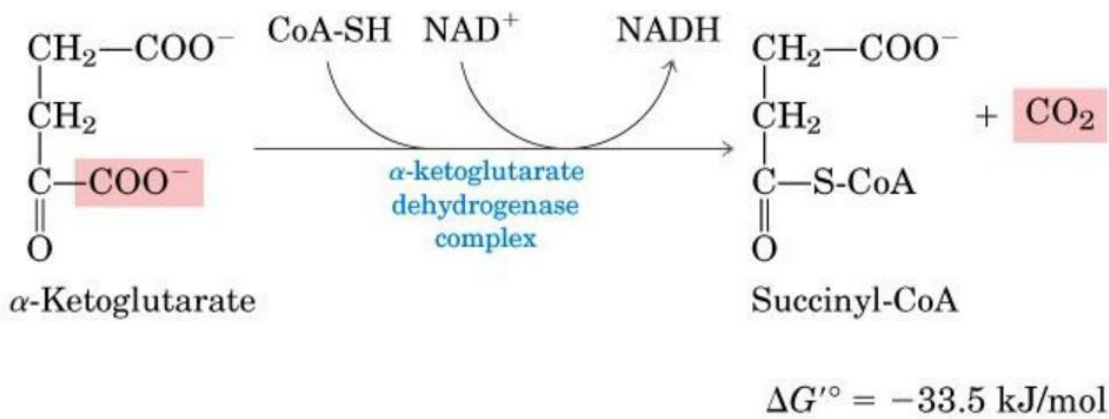 CH₂—COO⁻
CH₂
C—COO⁻
O
α-Ketoglutarate
CoA-SH NAD⁺ NADH
α-ketoglutarate
dehydrogenase
complex
CH₂—COO⁻
CH₂
C—S-CoA
O
Succinyl-CoA
+ CO₂
ΔG′° = −33.5 kJ/mol